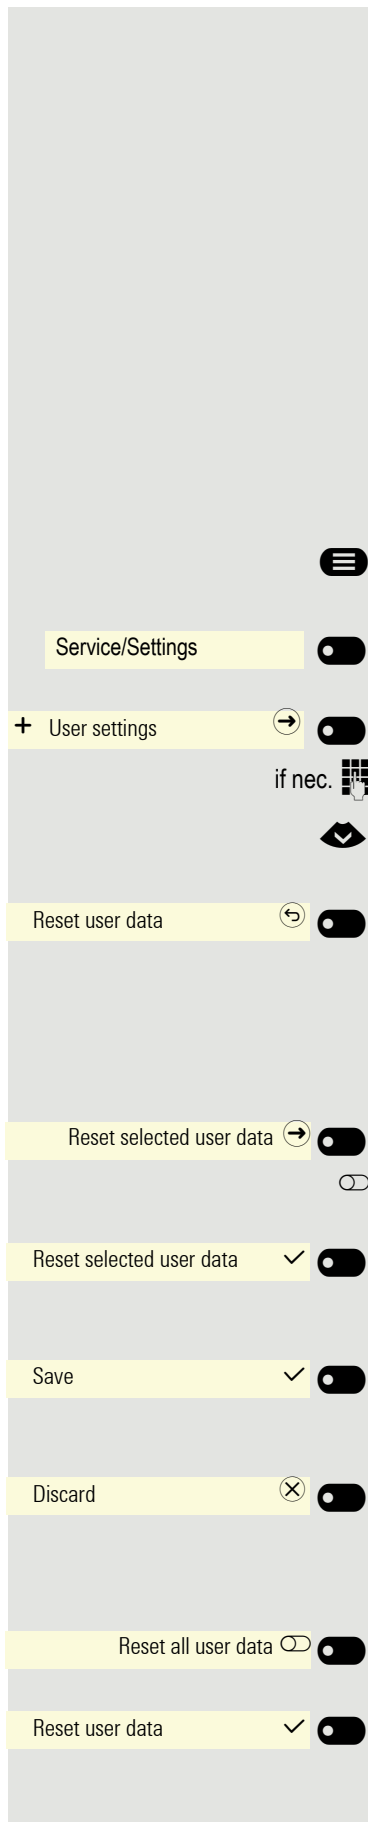 Service/Settings
+ User settings
if nec.
Reset user data
Reset selected user data
Reset selected user data
Save
Discard
Reset all user data
Reset user data